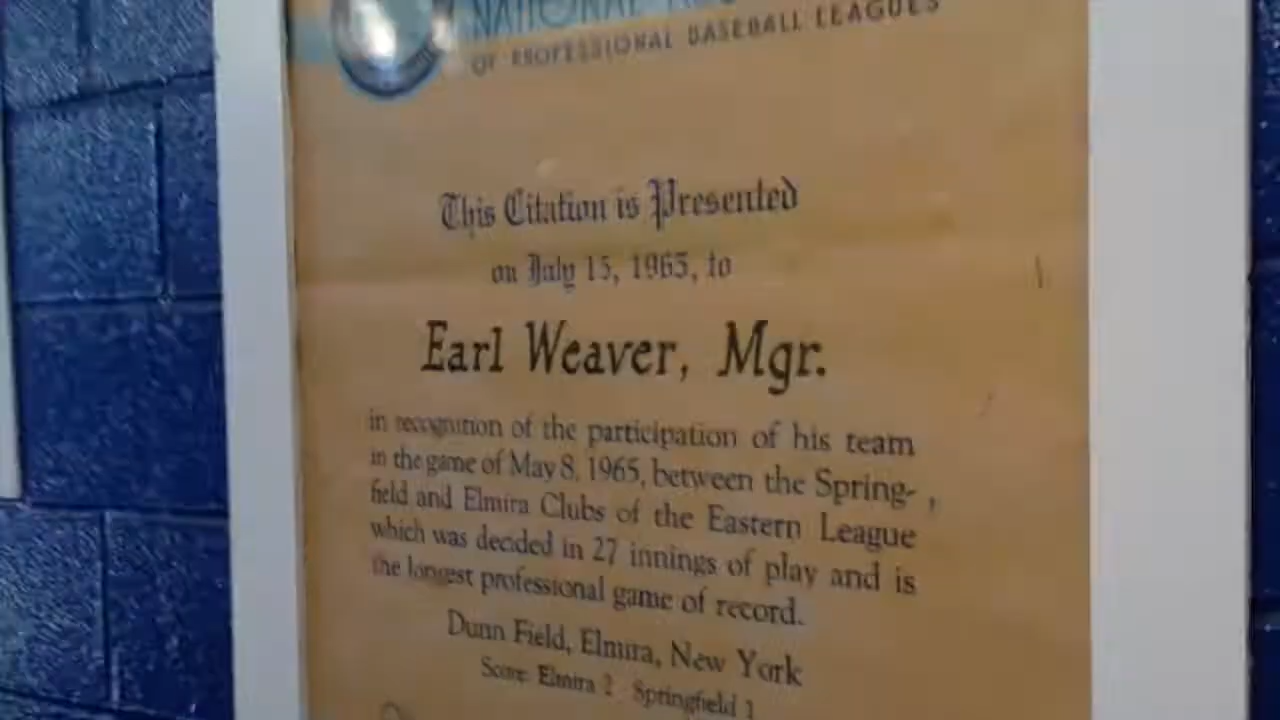 NATIONAL
OF PROFESSIONAL BASEBALL LEAGUES
This Citation is Presented
on July 15, 1965, to
Earl Weaver, Mgr.
in recognition of the participation of his team
in the game of May 8, 1965, between the Spring-
field and Elmira Clubs of the Eastern League
which was decided in 27 innings of play and is
the longest professional game of record.
Dunn Field, Elmira, New York
Score: Elmira 2 Springfield 1